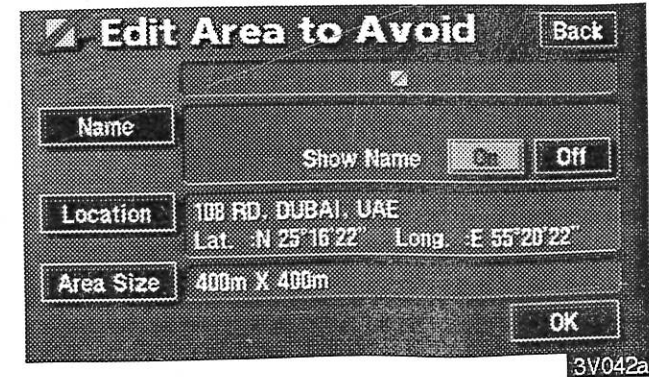 Edit Area to Avoid Back
Name
Show Name On Off
Location 108 RD, DUBAI, UAE
Lat. :N 25°16'22" Long. :E 55°20'22"
Area Size 400m X 400m
OK
3V042a